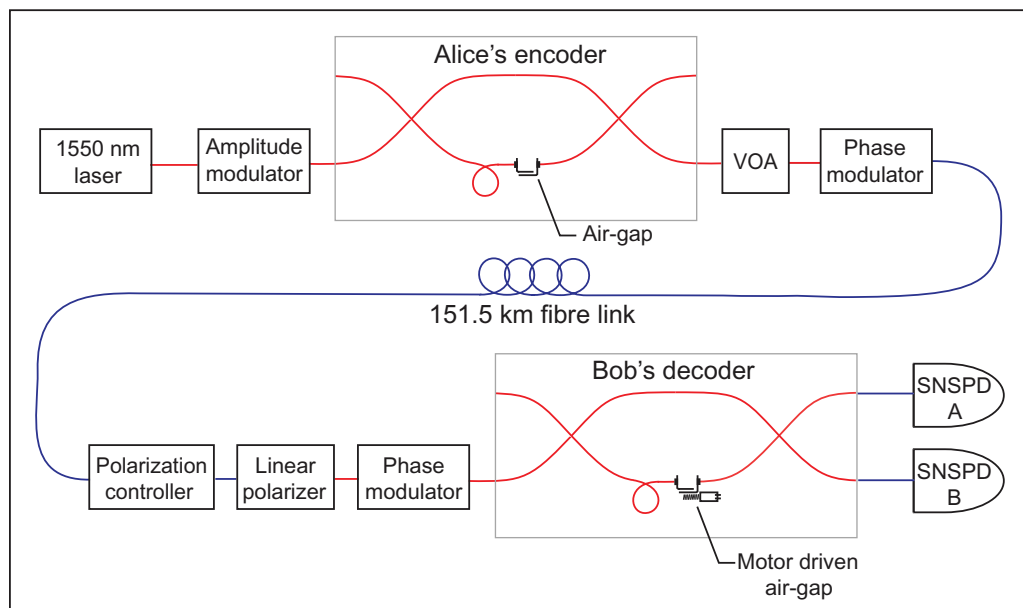 Alice's encoder
1550 nm
laser
Amplitude
modulator
VOA
Phase
modulator
Air-gap
151.5 km fibre link
Bob's decoder
SNSPD
A
Polarization
controller
Linear
polarizer
Phase
modulator
SNSPD
B
Motor driven
air-gap